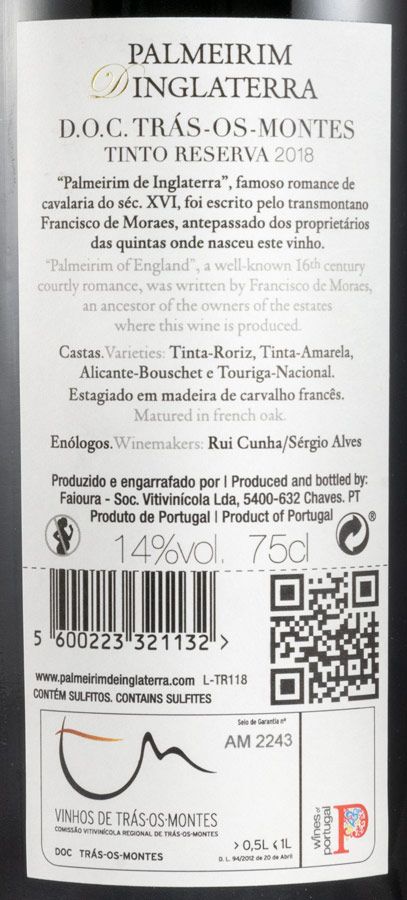 PALMEIRIM
D'INGLATERRA
D.O.C. TRÁS-OS-MONTES
TINTO RESERVA 2018
“Palmeirim de Inglaterra”, famoso romance de
cavalaria do séc. XVI, foi escrito pelo transmontano
Francisco de Moraes, antepassado dos proprietários
das quintas onde nasceu este vinho.
“Palmeirim of England”, a well-known 16th century
courtly romance, was written by Francisco de Moraes,
an ancestor of the owners of the estates
where this wine is produced.
Castas.Varieties: Tinta-Roriz, Tinta-Amarela,
Alicante-Bouschet e Touriga-Nacional.
Estagiado em madeira de carvalho francês.
Matured in french oak.
Enólogos.Winemakers: Rui Cunha/Sérgio Alves
Produzido e engarrafado por | Produced and bottled by:
Faioura - Soc. Vitivinícola Lda, 5400-632 Chaves. PT
Produto de Portugal | Product of Portugal
14%vol. 75cl ®
5 600223 321132 >
www.palmeirimdeinglaterra.com L-TR118
CONTÉM SULFITOS. CONTAINS SULFITES
Selo de Garantia nº
AM 2243
VINHOS DE TRÁS-OS-MONTES
COMISSÃO VITIVINÍCOLA REGIONAL DE TRÁS-OS-MONTES
DOC TRÁS-OS-MONTES
> 0,5L < 1L
D. L. 94/2012 de 20 de Abril
wines of
portugal